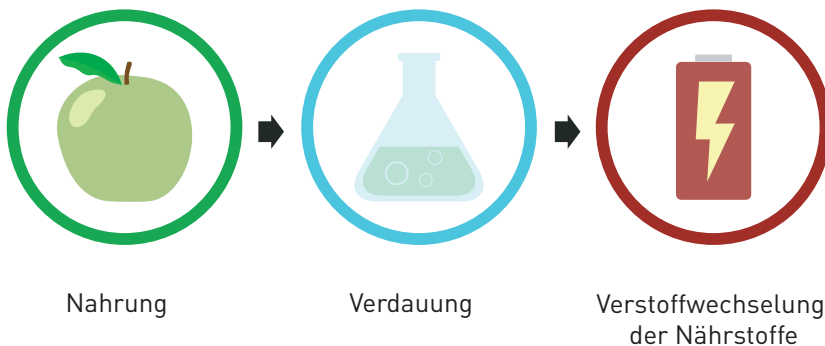 Nahrung
Verdauung
Verstoffwechselung
der Nährstoffe